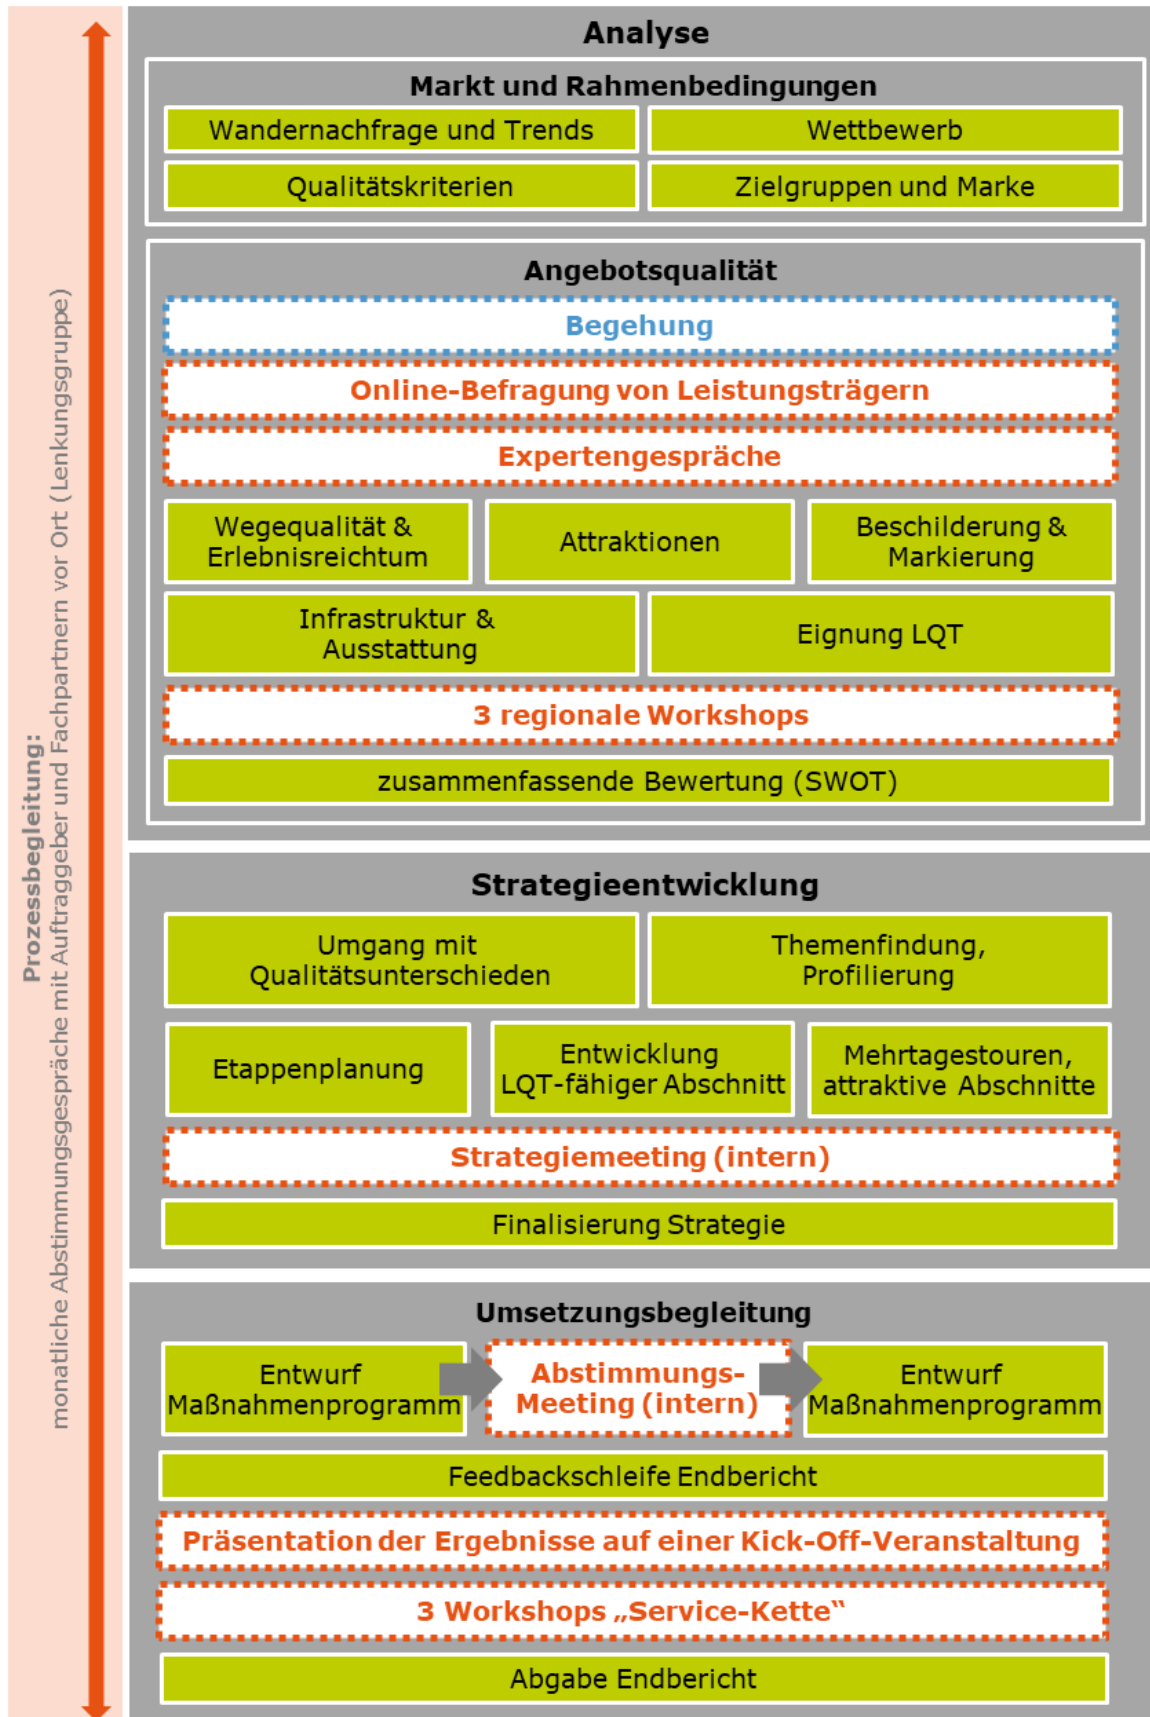 Prozessbegleitung:
monatliche Abstimmungsgespräche mit Auftraggeber und Fachpartnern vor Ort (Lenkungsgruppe)
Analyse
Markt und Rahmenbedingungen
Wandernachfrage und Trends
Wettbewerb
Qualitätskriterien
Zielgruppen und Marke
Angebotsqualität
Begehung
Online-Befragung von Leistungsträgern
Expertengespräche
Wegequalität &
Erlebnisreichtum
Attraktionen
Beschilderung &
Markierung
Infrastruktur &
Ausstattung
Eignung LQT
3 regionale Workshops
zusammenfassende Bewertung (SWOT)
Strategieentwicklung
Umgang mit
Qualitätsunterschieden
Themenfindung,
Profilierung
Etappenplanung
Entwicklung
LQT-fähiger Abschnitt
Mehrtagestouren,
attraktive Abschnitte
Strategiemeeting (intern)
Finalisierung Strategie
Umsetzungsbegleitung
Entwurf
Maßnahmenprogramm
Abstimmungs-
Meeting (intern)
Entwurf
Maßnahmenprogramm
Feedbackschleife Endbericht
Präsentation der Ergebnisse auf einer Kick-Off-Veranstaltung
3 Workshops „Service-Kette“
Abgabe Endbericht